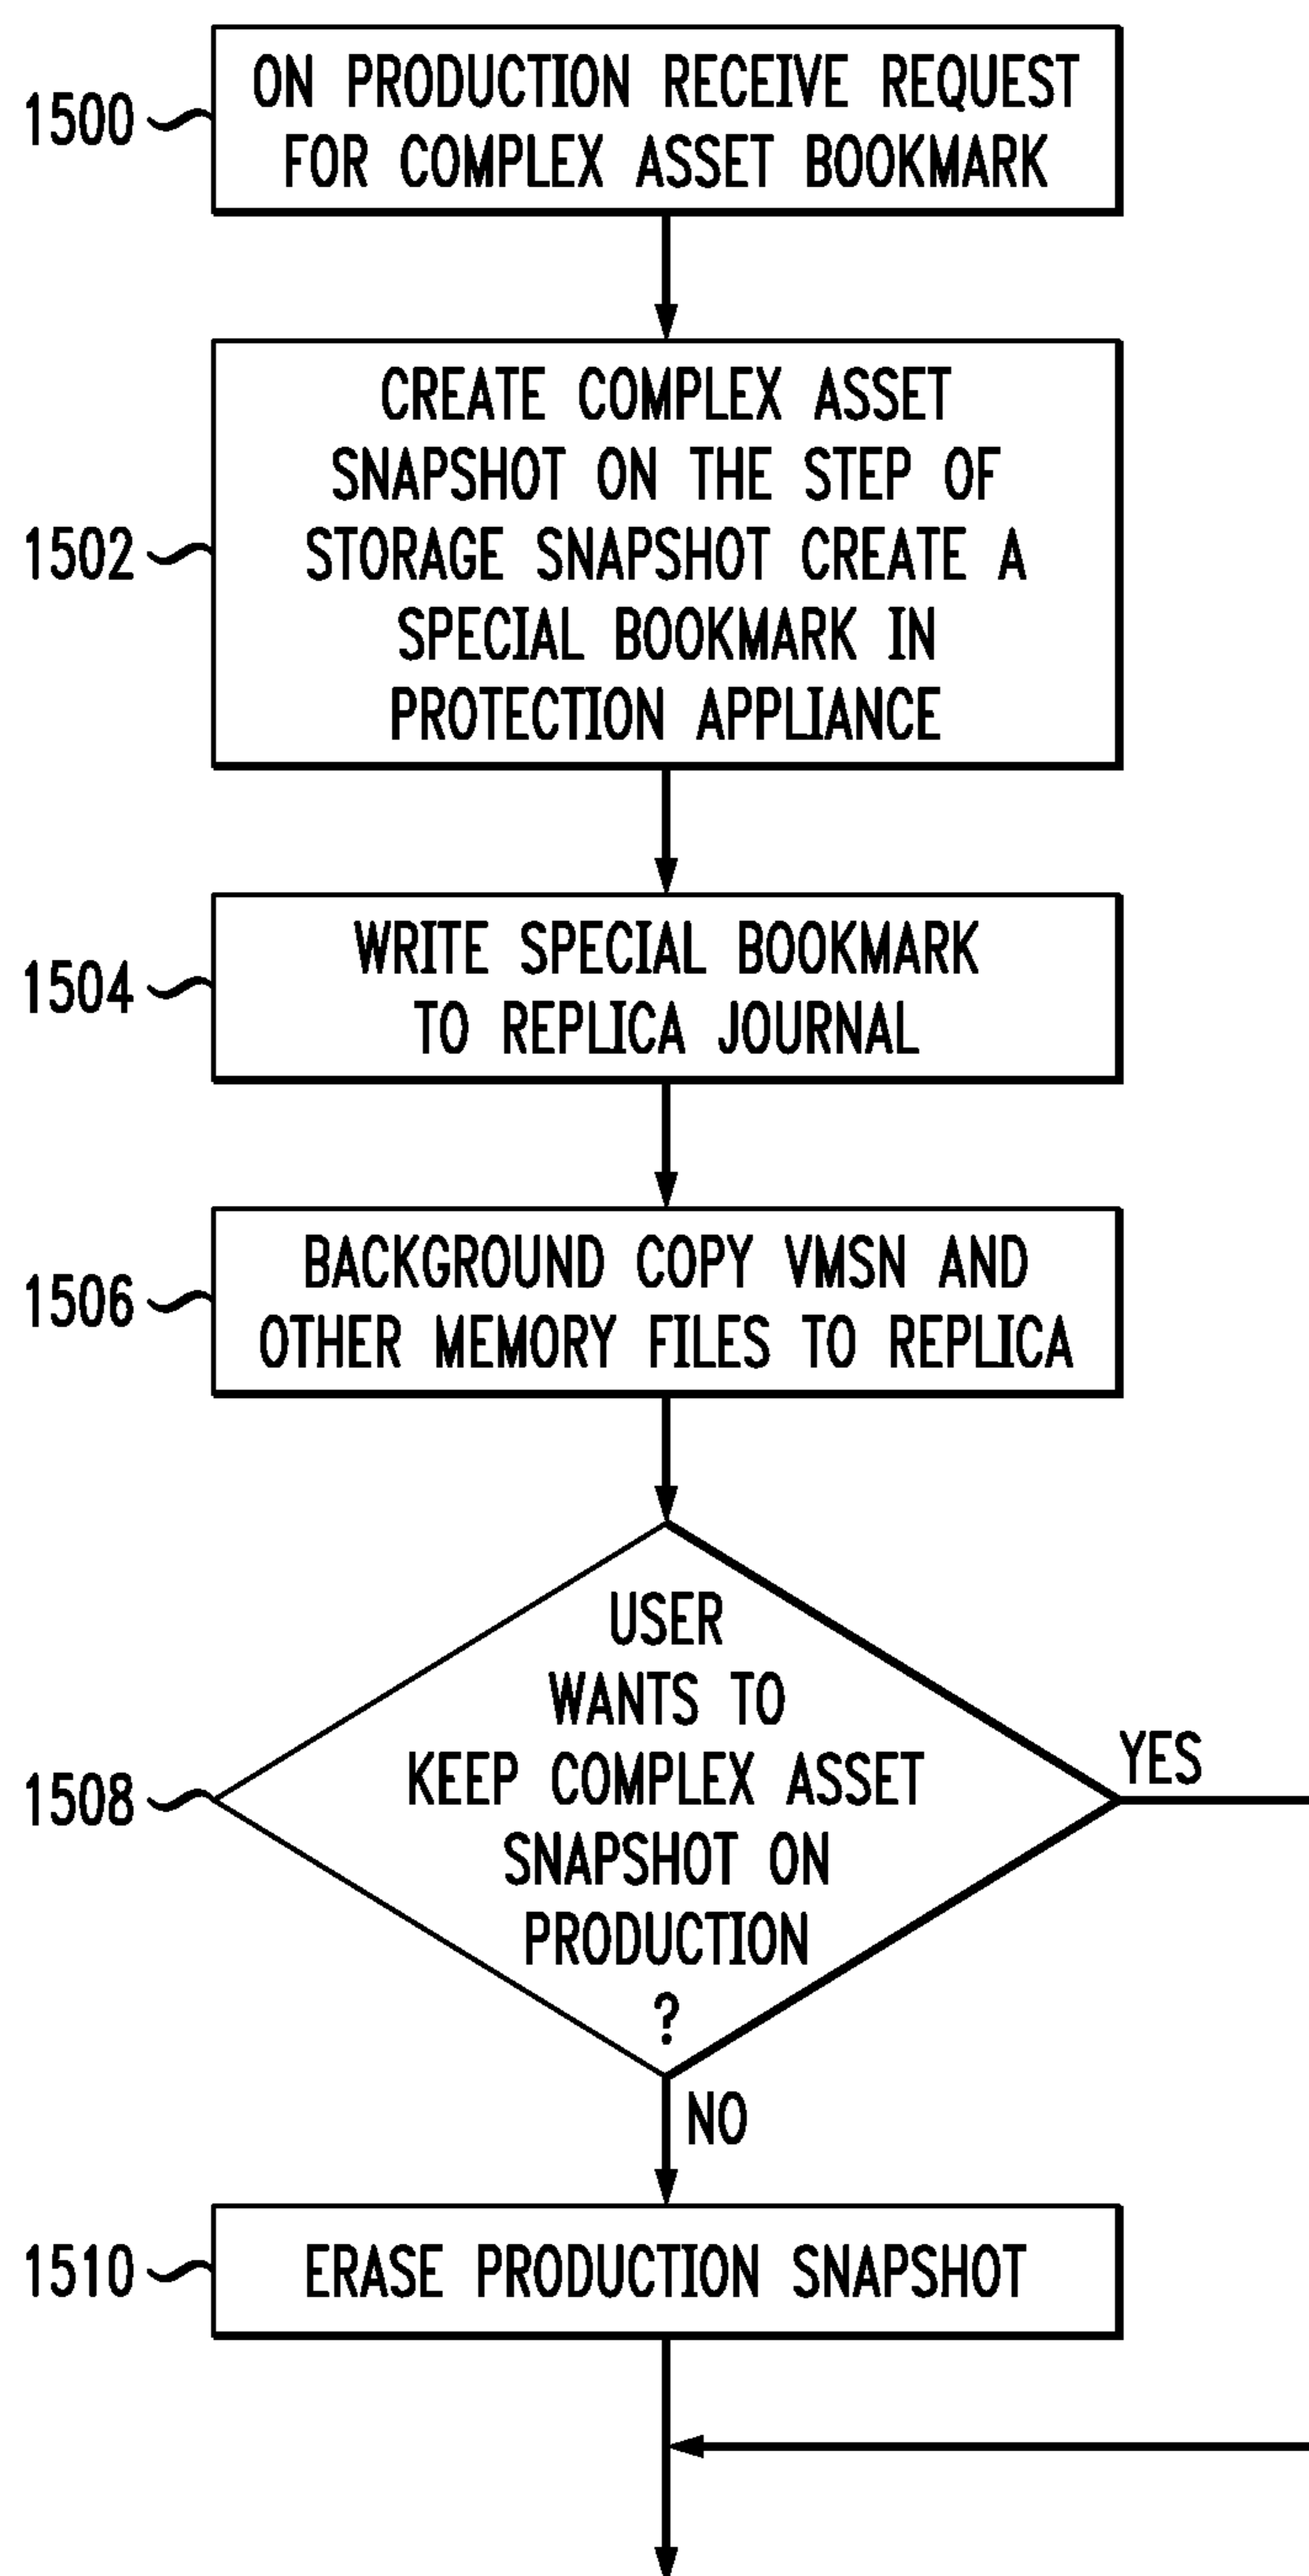 1500
ON PRODUCTION RECEIVE REQUEST
FOR COMPLEX ASSET BOOKMARK
1502
CREATE COMPLEX ASSET
SNAPSHOT ON THE STEP OF
STORAGE SNAPSHOT CREATE A
SPECIAL BOOKMARK IN
PROTECTION APPLIANCE
1504
WRITE SPECIAL BOOKMARK
TO REPLICA JOURNAL
1506
BACKGROUND COPY VMSN AND
OTHER MEMORY FILES TO REPLICA
1508
USER
WANTS TO
KEEP COMPLEX ASSET
SNAPSHOT ON
PRODUCTION
?
YES
NO
1510
ERASE PRODUCTION SNAPSHOT